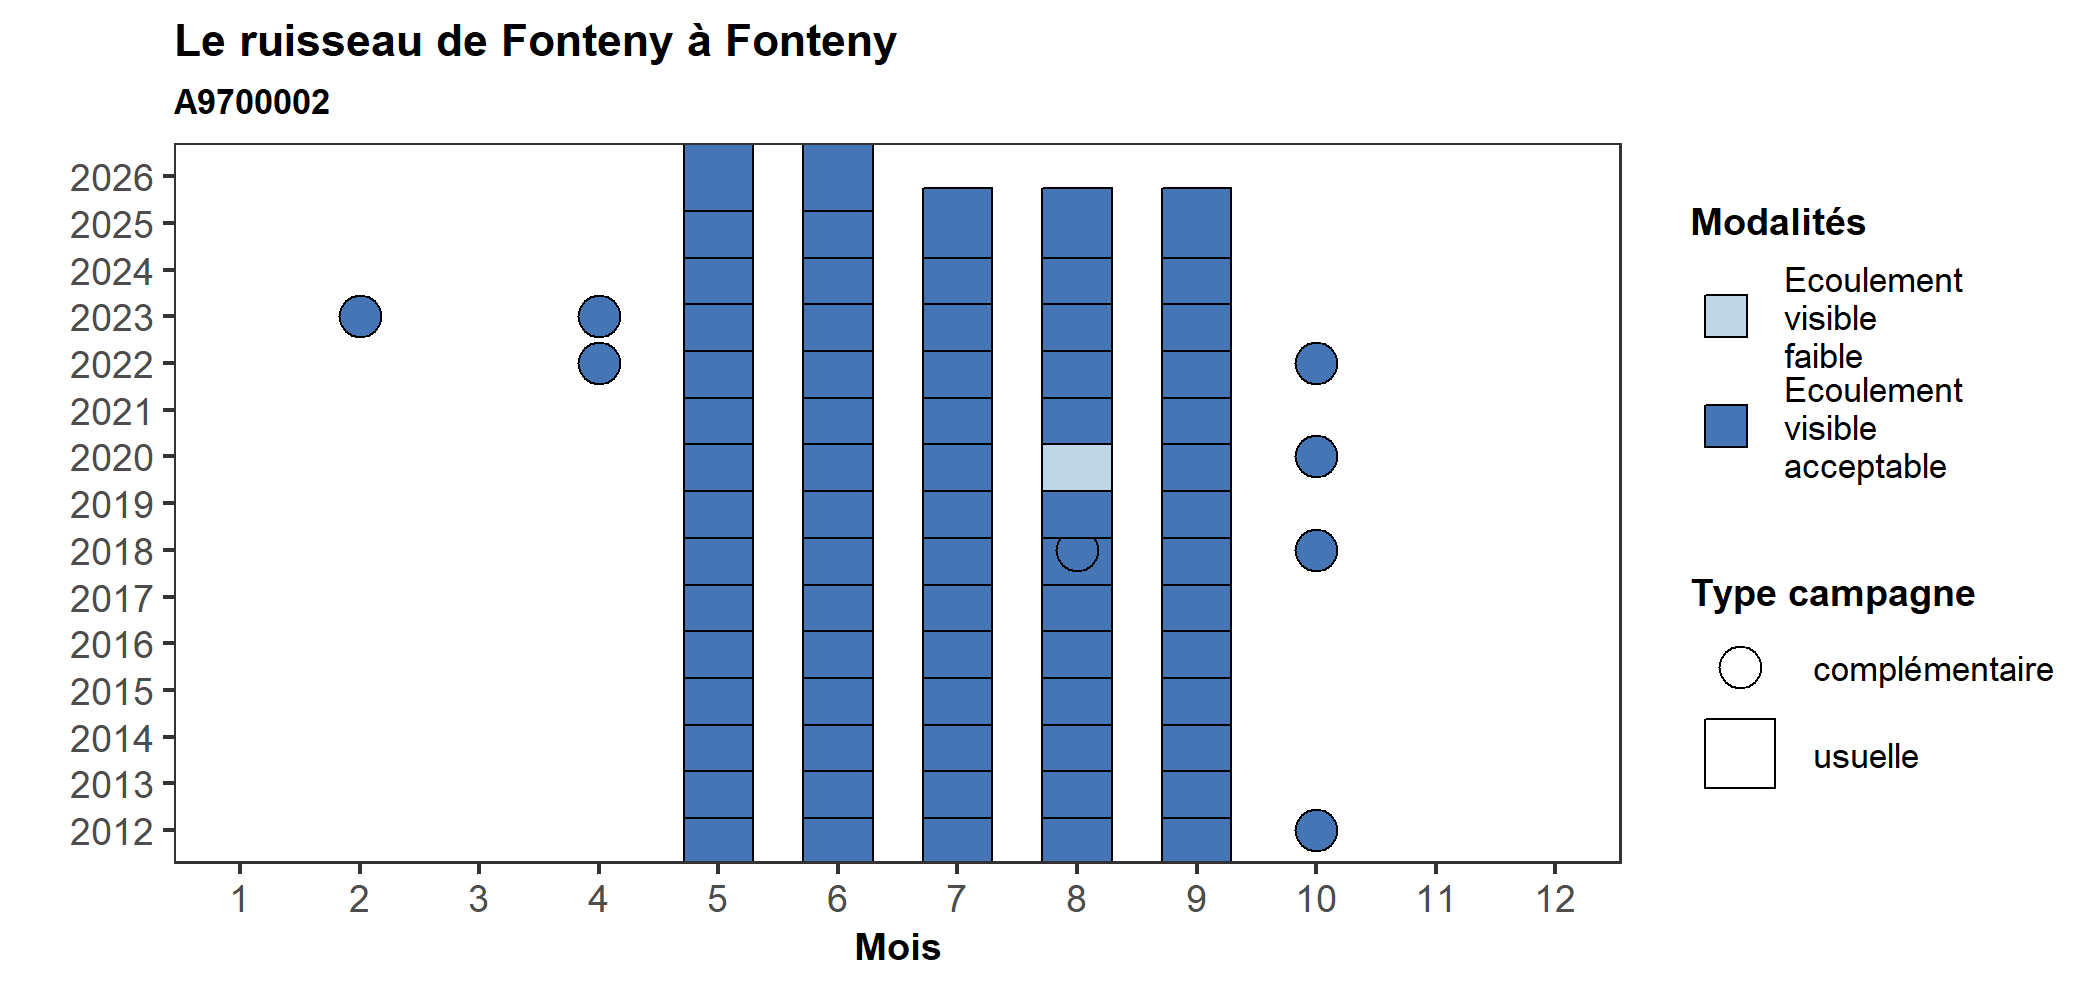 Le ruisseau de Fonteny à Fonteny
A9700002
2026
2025
2024
2023
2022
2021
2020
2019
2018
2017
2016
2015
2014
2013
2012
1 2 3 4 5 6 7 8 9 10 11 12
Mois
Modalités
Ecoulement
visible
faible
Ecoulement
visible
acceptable
Type campagne
complémentaire
usuelle